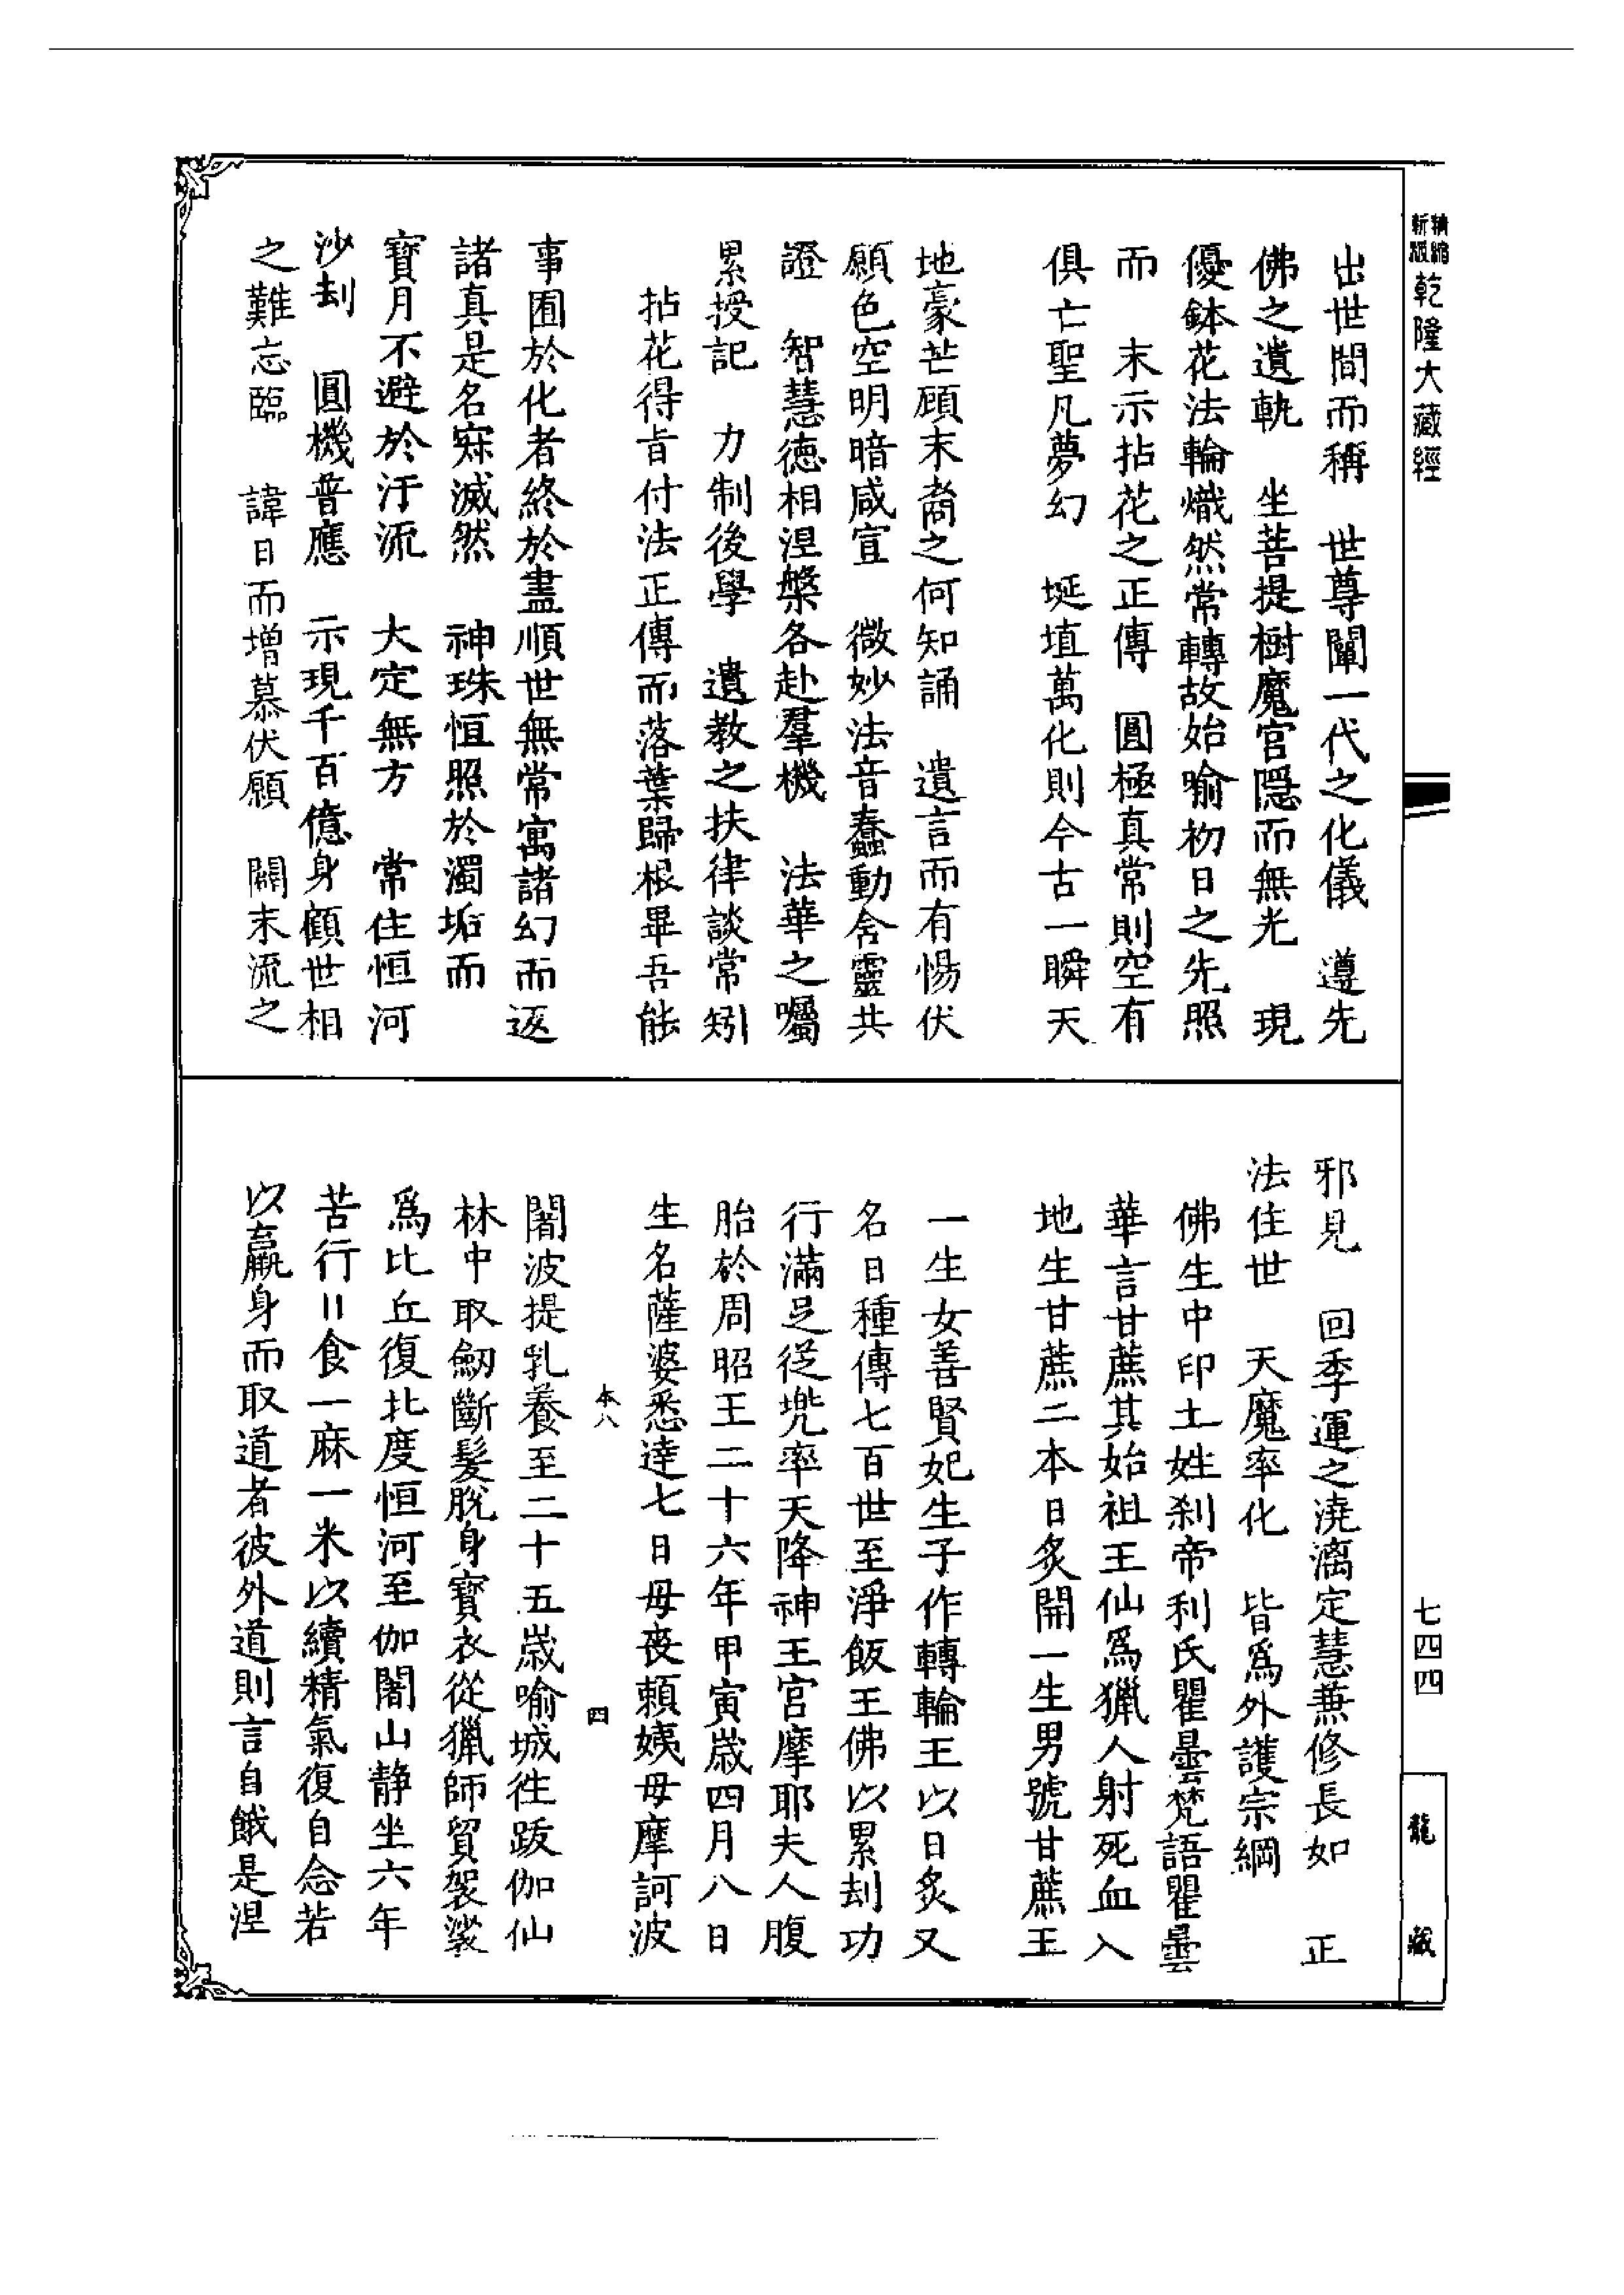 精縮
新版
乾隆大藏經
出世間而稱　世尊闡一代之化儀　遵先
佛之遺軌　坐菩提樹魔宮隱而無光　現
優鉢花法輪熾然常轉故始喻初日之先照
而　末示拈花之正傳　圓極真常則空有
俱亡聖凡夢幻　埏埴萬化則今古一瞬天
地豪芒顧末裔之何知誦　遺言而有惕伏
願色空明暗咸宣　微妙法音蠢動含靈共
證　智慧德相涅槃各赴羣機　法華之囑
累授記　力制後學　遺教之扶律談常矧
拈花得旨付法正傳而落葉歸根畢吾能
事囿於化者終於盡順世無常寓諸幻而返
諸真是名寂滅然　神珠恒照於濁垢而
寶月不避於汙流　大定無方　常住恒河
沙刦　圓機普應　示現千百億身顧世相
之難忘臨　諱日而增慕伏願　闢末流之
邪見　回季運之澆漓定慧兼修長如　正
法住世　天魔率化　皆爲外護宗綱
佛生中印土姓刹帝利氏瞿曇梵語瞿曇
華言甘蔗其始祖王仙爲獵人射死血入
地生甘蔗二本日炙開一生男號甘蔗王
一生女善賢妃生子作轉輪王以日炙又
名日種傳七百世至淨飯王佛以累刦功
行滿足從兠率天降神王宮摩耶夫人腹
胎於周昭王二十六年甲寅歲四月八日
生名薩婆悉達七日母丧賴姨母摩訶波
本八
四
闍波提乳養至二十五歲喻城徃跋伽仙
林中取劒斷髮脫身寶衣從獵師貿袈裟
爲比丘復北度恒河至伽闍山靜坐六年
苦行日食一麻一米以續精氣復自念若
以羸身而取道者彼外道則言自餓是涅
七四四
龍藏